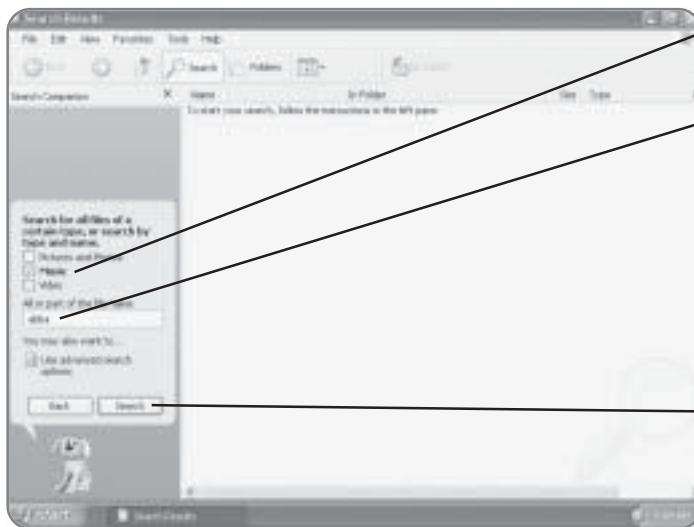 Search Results
File Edit View Favorites Tools Help
Search Folders
Search Companion
Name In Folder Size Type
To start your search, follow the instructions in the left pane.
Search for all files of a
certain type, or search by
type and name.
Pictures and Photos
Music
Video
All or part of the file name:
You may also want to...
Use advanced search
options
Back Search
start Search Results